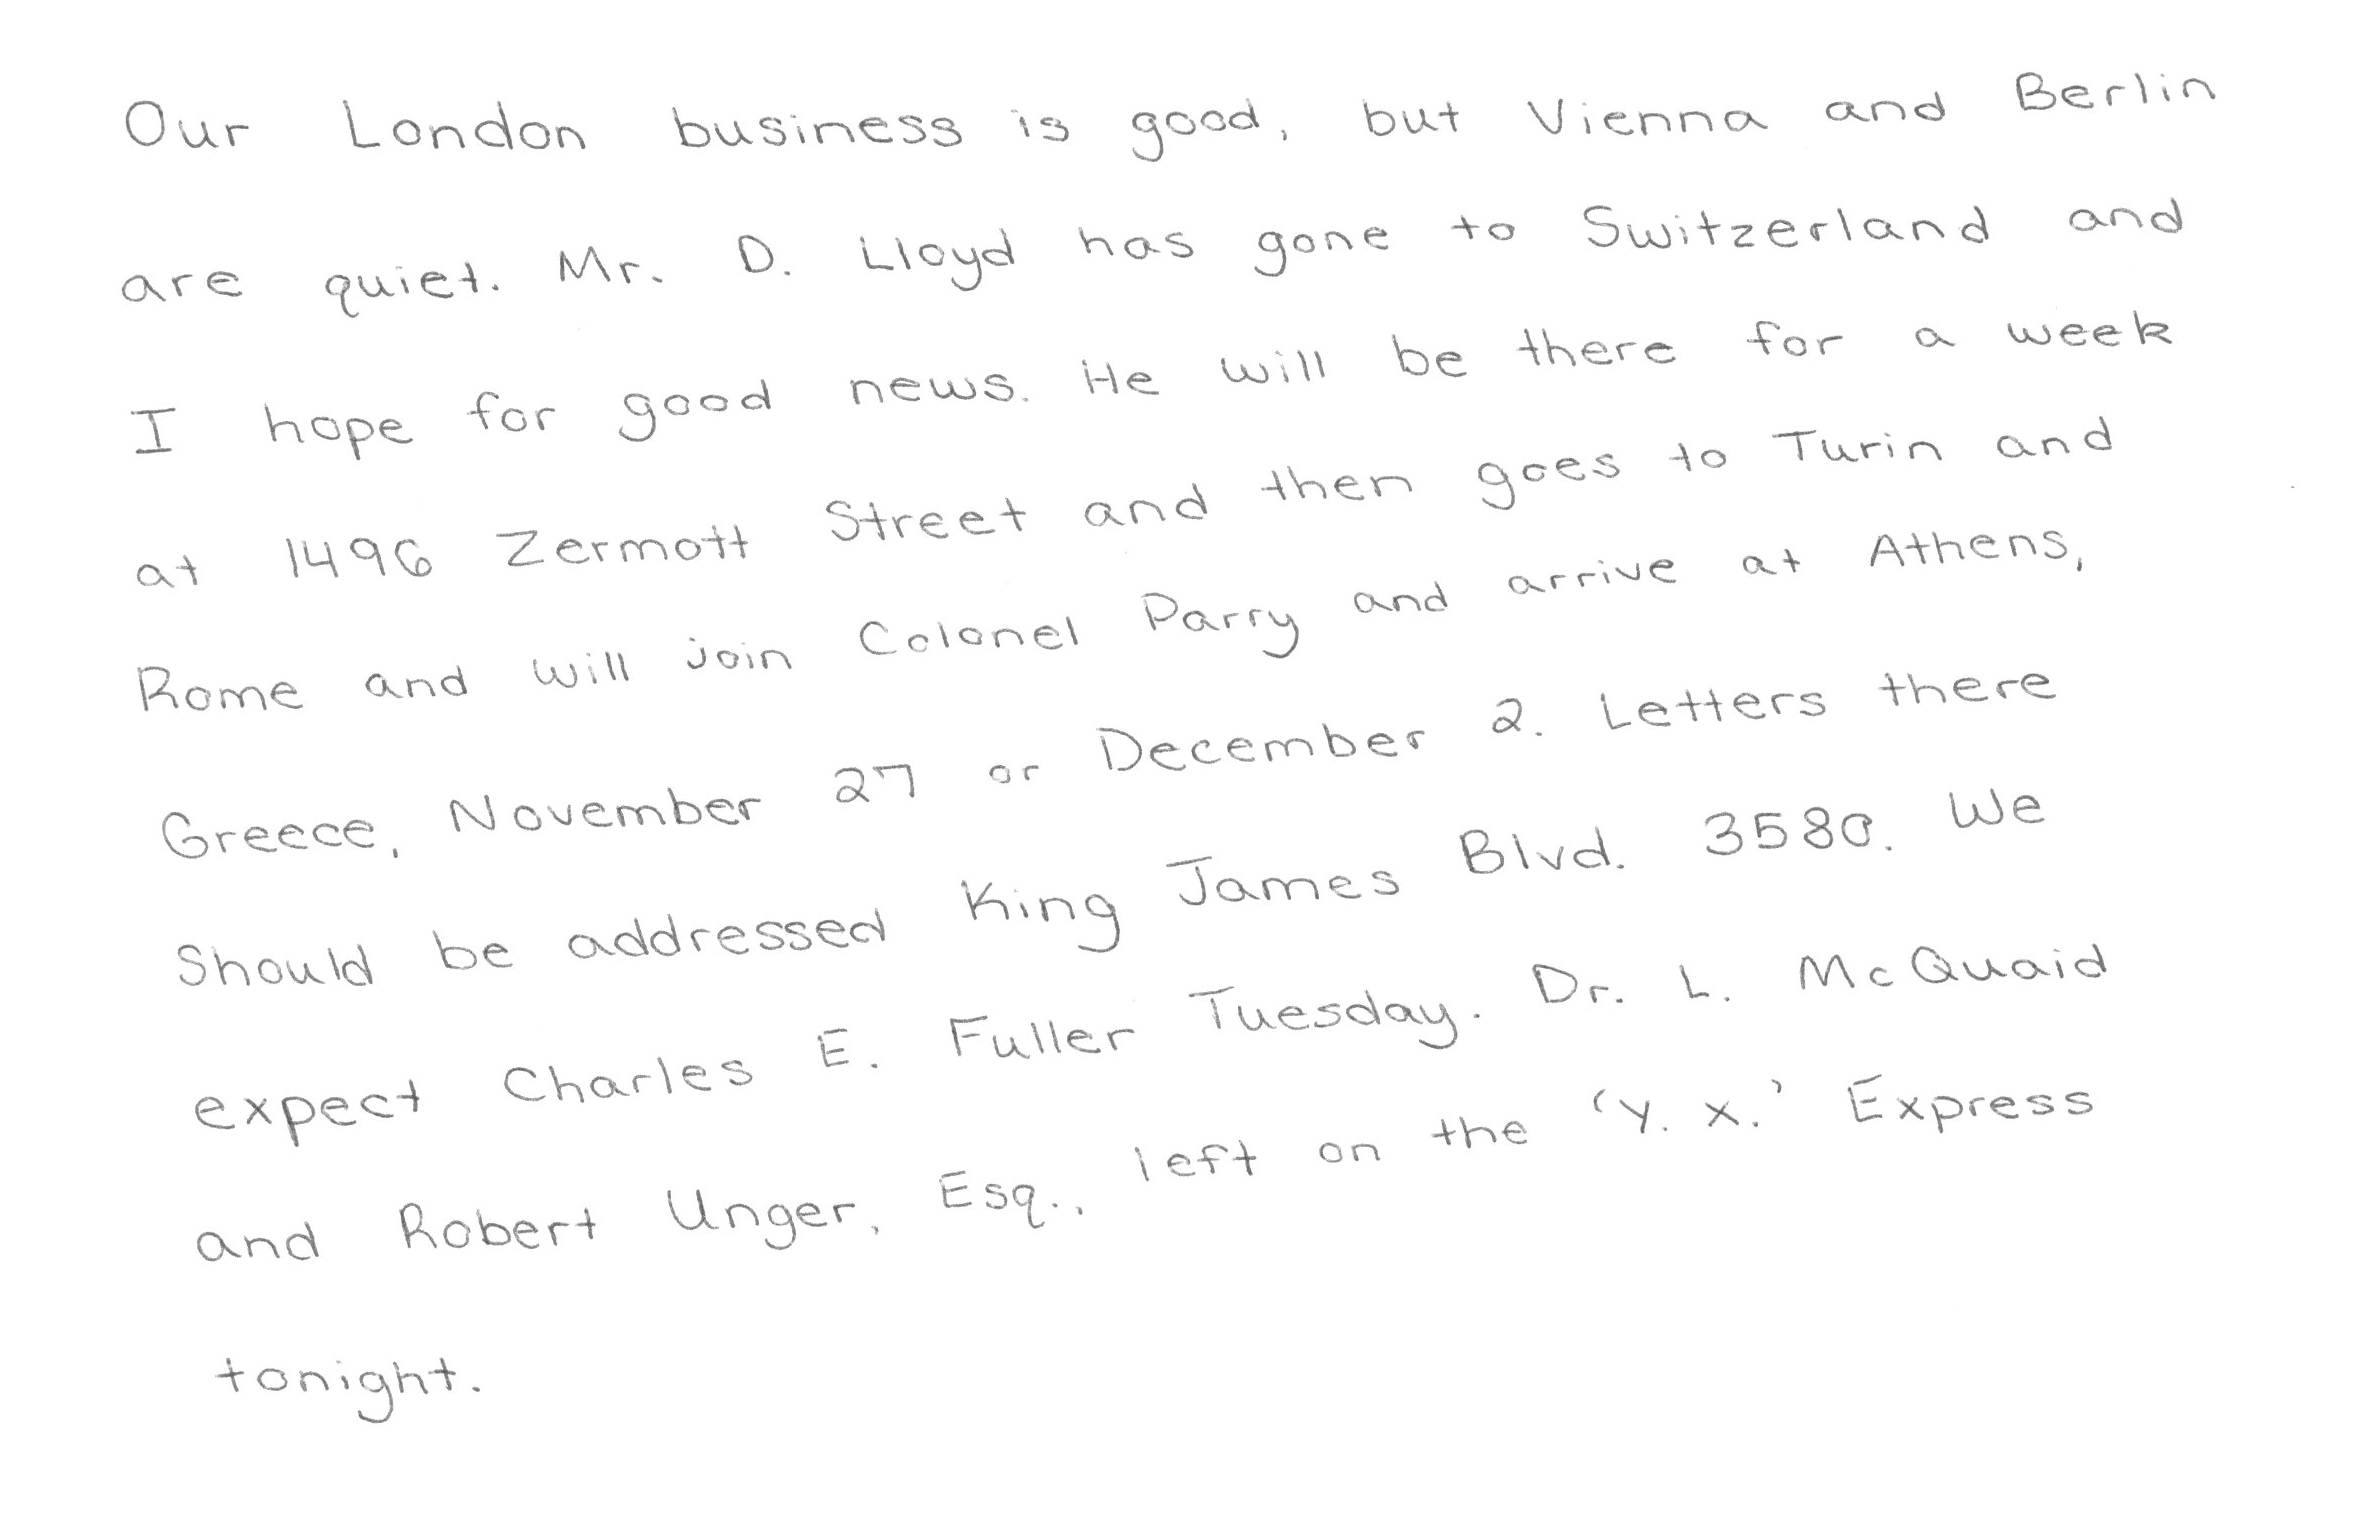 Our London business is good, but Vienna and Berlin
are quiet. Mr. D. Lloyd has gone to Switzerland and
I hope for good news. He will be there for a week
at 1496 Zermott Street and then goes to Turin and
Rome and will join Colonel Parry and arrive at Athens,
Greece, November 27 or December 2. Letters there
Should be addressed King James Blvd. 3580. We
expect Charles E. Fuller Tuesday. Dr. L. McQuaid
and Robert Unger, Esq., left on the 'Y. X.' Express
tonight.